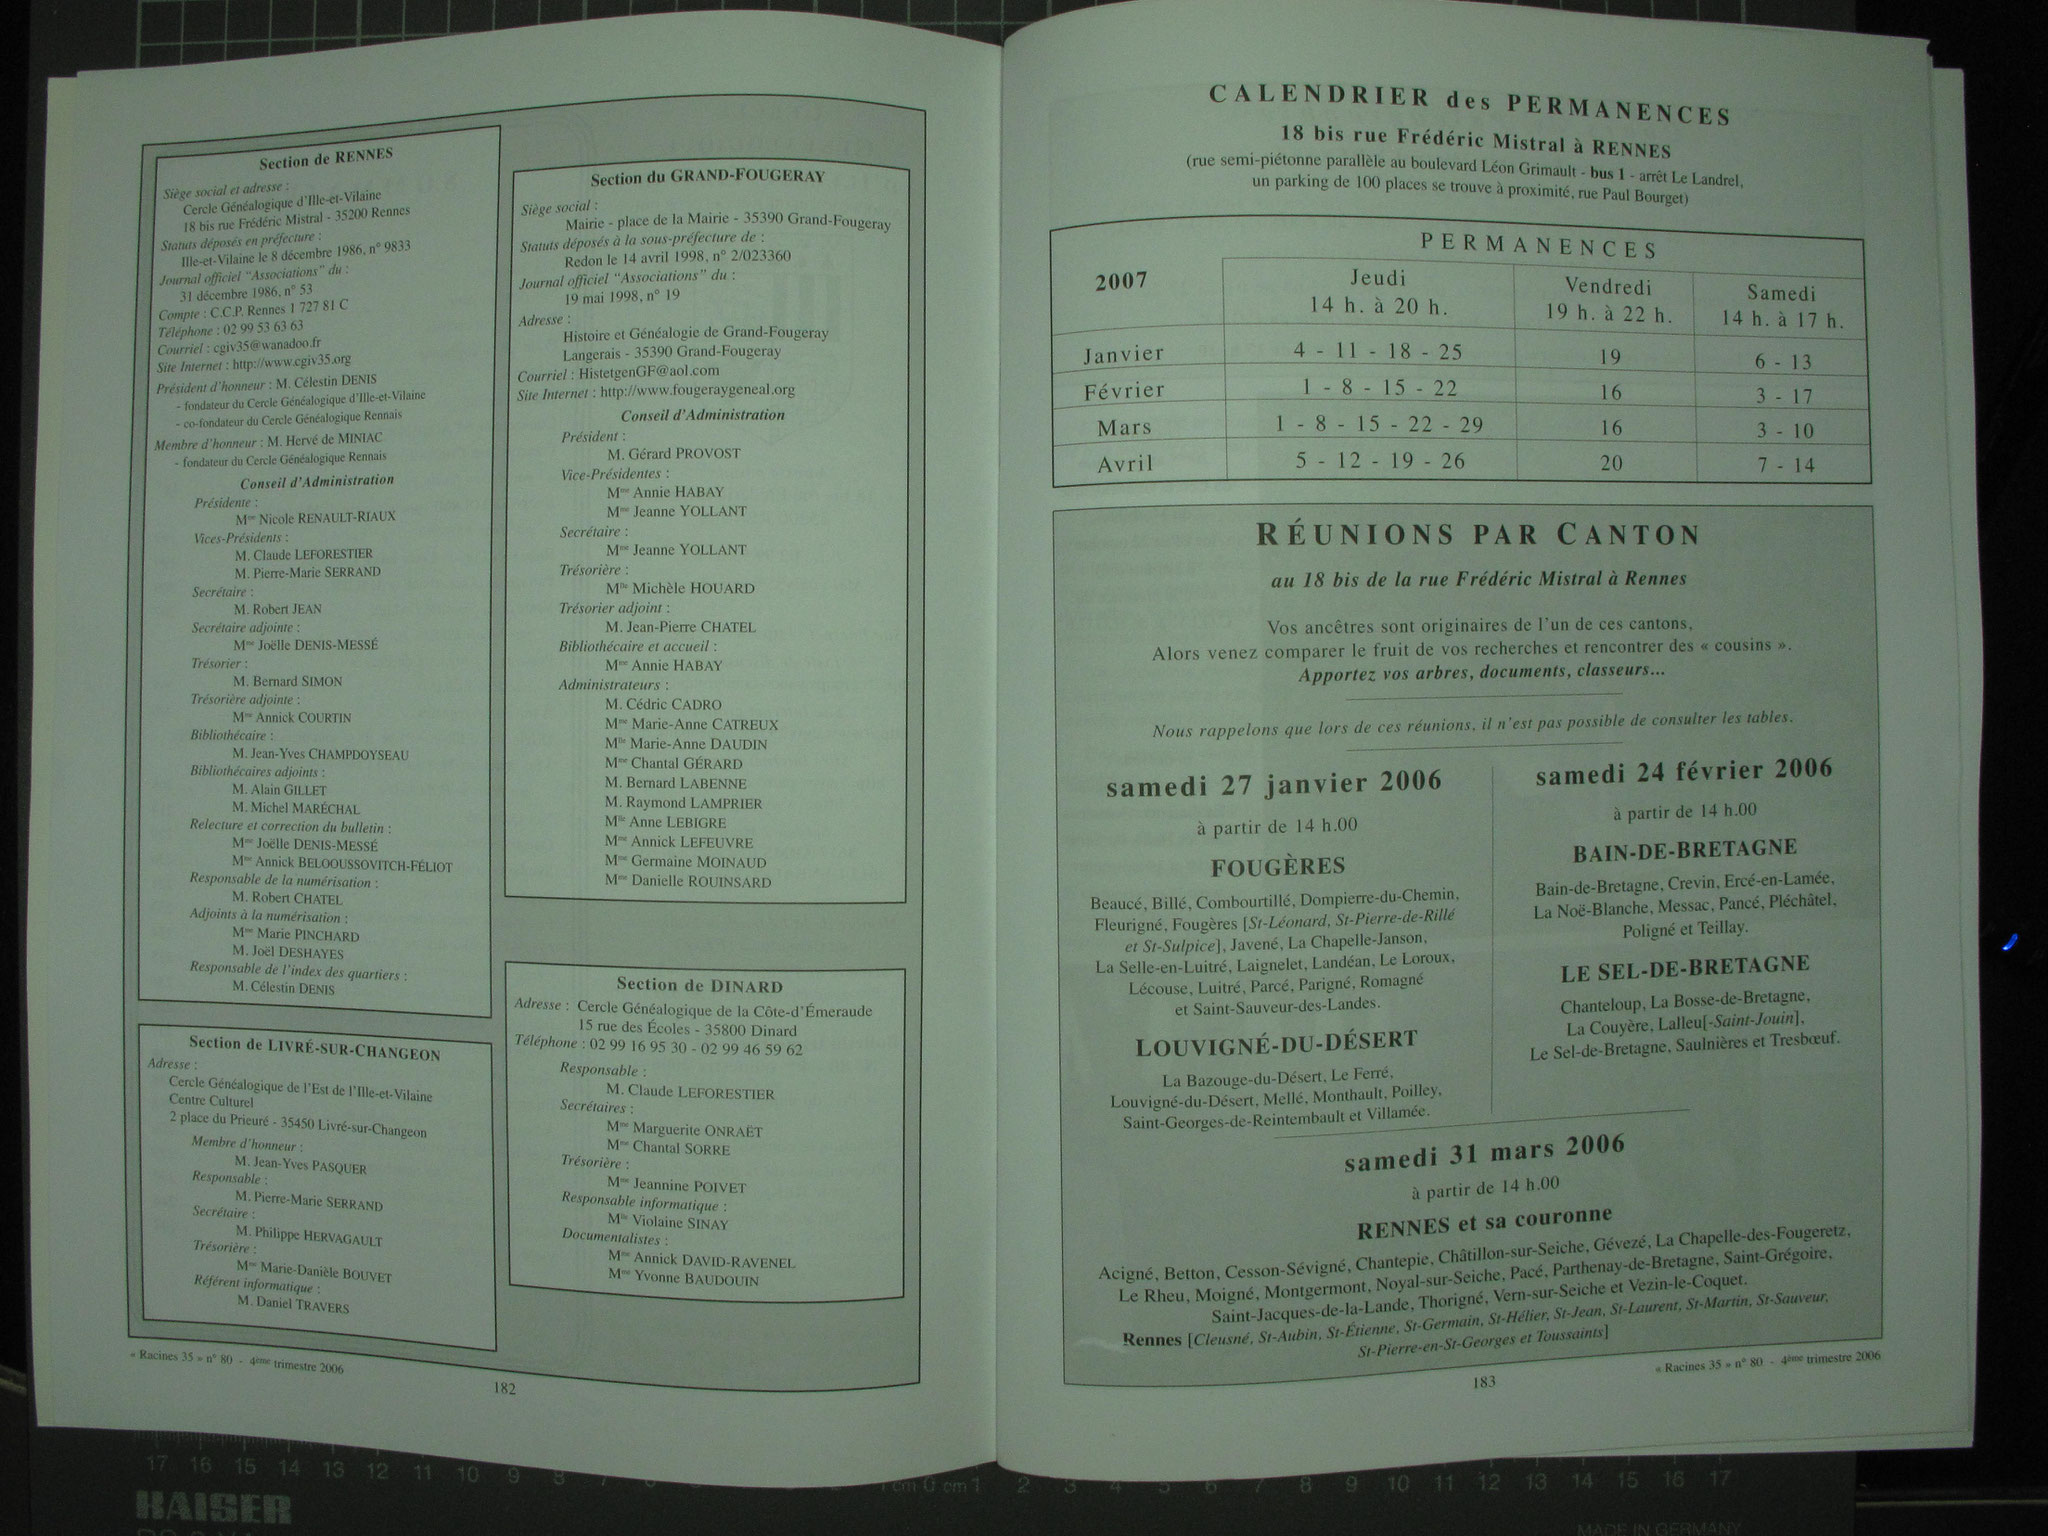 Section de RENNES
Siège social et adresse :
Cercle Généalogique d'Ille-et-Vilaine
18 bis rue Frédéric Mistral - 35200 Rennes
Statuts déposés en préfecture :
Ille-et-Vilaine le 8 décembre 1986, n° 9833
Journal officiel "Associations" du :
31 décembre 1986, n° 53
Compte : C.C.P. Rennes 1 727 81 C
Téléphone : 02 99 53 63 63
Courriel : cgiv35@wanadoo.fr
Site Internet : http://www.cgiv35.org
Président d'honneur : M. Célestin DENIS
- fondateur du Cercle Généalogique d'Ille-et-Vilaine
- co-fondateur du Cercle Généalogique Rennais
Membre d'honneur : M. Hervé de MINIAC
- fondateur du Cercle Généalogique Rennais
Conseil d'Administration
Présidente :
Mme Nicole RENAULT-RIAUX
Vices-Présidents :
M. Claude LEFORESTIER
M. Pierre-Marie SERRAND
Secrétaire :
M. Robert JEAN
Secrétaire adjointe :
Mme Joëlle DENIS-MESSÉ
Trésorier :
M. Bernard SIMON
Trésorière adjointe :
Mme Annick COURTIN
Bibliothécaire :
M. Jean-Yves CHAMPDOYSEAU
Bibliothécaires adjoints :
M. Alain GILLET
M. Michel MARÉCHAL
Relecture et correction du bulletin :
Mme Joëlle DENIS-MESSÉ
Mme Annick BELOOUSSOVITCH-FÉLIOT
Responsable de la numérisation :
M. Robert CHATEL
Adjoints à la numérisation :
Mme Marie PINCHARD
M. Joël DESHAYES
Responsable de l'index des quartiers :
M. Célestin DENIS
Section de LIVRÉ-SUR-CHANGEON
Adresse :
Cercle Généalogique de l'Est de l'Ille-et-Vilaine
Centre Culturel
2 place du Prieuré - 35450 Livré-sur-Changeon
Membre d'honneur :
M. Jean-Yves PASQUER
Responsable :
M. Pierre-Marie SERRAND
Secrétaire :
M. Philippe HERVAGAULT
Trésorière :
Mme Marie-Danièle BOUVET
Référent informatique :
M. Daniel TRAVERS
Section du GRAND-FOUGERAY
Siège social :
Mairie - place de la Mairie - 35390 Grand-Fougeray
Statuts déposés à la sous-préfecture de :
Redon le 14 avril 1998, n° 2/023360
Journal officiel "Associations" du :
19 mai 1998, n° 19
Adresse :
Histoire et Généalogie de Grand-Fougeray
Langerais - 35390 Grand-Fougeray
Courriel : HistetgenGF@aol.com
Site Internet : http://www.fougeraygeneal.org
Conseil d'Administration
Président :
M. Gérard PROVOST
Vice-Présidentes :
Mme Annie HABAY
Mme Jeanne YOLLANT
Secrétaire :
Mme Jeanne YOLLANT
Trésorière :
Mlle Michèle HOUARD
Trésorier adjoint :
M. Jean-Pierre CHATEL
Bibliothécaire et accueil :
Mme Annie HABAY
Administrateurs :
M. Cédric CADRO
Mme Marie-Anne CATREUX
Mlle Marie-Anne DAUDIN
Mme Chantal GÉRARD
M. Bernard LABENNE
M. Raymond LAMPRIER
Mlle Anne LEBIGRE
Mme Annick LEFEUVRE
Mme Germaine MOINAUD
Mme Danielle ROUINSARD
Section de DINARD
Adresse : Cercle Généalogique de la Côte-d'Émeraude
15 rue des Écoles - 35800 Dinard
Téléphone : 02 99 16 95 30 - 02 99 46 59 62
Responsable :
M. Claude LEFORESTIER
Secrétaires :
Mme Marguerite ONRAËT
Mme Chantal SORRE
Trésorière :
Mme Jeannine POIVET
Responsable informatique :
Mlle Violaine SINAY
Documentalistes :
Mme Annick DAVID-RAVENEL
Mme Yvonne BAUDOUIN
« Racines 35 » n° 80 - 4ème trimestre 2006
182
CALENDRIER des PERMANENCES
18 bis rue Frédéric Mistral à RENNES
(rue semi-piétonne parallèle au boulevard Léon Grimault - bus 1 - arrêt Le Landrel,
un parking de 100 places se trouve à proximité, rue Paul Bourget)
PERMANENCES
2007 Jeudi Vendredi Samedi
14 h. à 20 h. 19 h. à 22 h. 14 h. à 17 h.
Janvier 4 - 11 - 18 - 25 19 6 - 13
Février 1 - 8 - 15 - 22 16 3 - 17
Mars 1 - 8 - 15 - 22 - 29 16 3 - 10
Avril 5 - 12 - 19 - 26 20 7 - 14
RÉUNIONS PAR CANTON
au 18 bis de la rue Frédéric Mistral à Rennes
Vos ancêtres sont originaires de l'un de ces cantons,
Alors venez comparer le fruit de vos recherches et rencontrer des « cousins ».
Apportez vos arbres, documents, classeurs...
Nous rappelons que lors de ces réunions, il n'est pas possible de consulter les tables.
samedi 27 janvier 2006
à partir de 14 h.00
FOUGÈRES
Beaucé, Billé, Combourtillé, Dompierre-du-Chemin,
Fleurigné, Fougères [St-Léonard, St-Pierre-de-Rillé
et St-Sulpice], Javené, La Chapelle-Janson,
La Selle-en-Luitré, Laignelet, Landéan, Le Loroux,
Lécouse, Luitré, Parcé, Parigné, Romagné
et Saint-Sauveur-des-Landes.
LOUVIGNÉ-DU-DÉSERT
La Bazouge-du-Désert, Le Ferré,
Louvigné-du-Désert, Mellé, Monthault, Poilley,
Saint-Georges-de-Reintembault et Villamée.
samedi 24 février 2006
à partir de 14 h.00
BAIN-DE-BRETAGNE
Bain-de-Bretagne, Crevin, Ercé-en-Lamée,
La Noë-Blanche, Messac, Pancé, Pléchâtel,
Poligné et Teillay.
LE SEL-DE-BRETAGNE
Chanteloup, La Bosse-de-Bretagne,
La Couyère, Lalleu[-Saint-Jouin],
Le Sel-de-Bretagne, Saulnières et Tresbœuf.
samedi 31 mars 2006
à partir de 14 h.00
RENNES et sa couronne
Acigné, Betton, Cesson-Sévigné, Chantepie, Châtillon-sur-Seiche, Gévezé, La Chapelle-des-Fougeretz,
Le Rheu, Moigné, Montgermont, Noyal-sur-Seiche, Pacé, Parthenay-de-Bretagne, Saint-Grégoire,
Saint-Jacques-de-la-Lande, Thorigné, Vern-sur-Seiche et Vezin-le-Coquet.
Rennes [Cleusné, St-Aubin, St-Étienne, St-Germain, St-Hélier, St-Jean, St-Laurent, St-Martin, St-Sauveur,
St-Pierre-en-St-Georges et Toussaints]
« Racines 35 » n° 80 - 4ème trimestre 2006
183
17 16 15 14 13 12 11 10 9 8 7 cm 0 cm 1 2 3 4 5 6 7 8 9 10 11 12 13 14 15 16 17
KAISER
MADE IN GERMANY